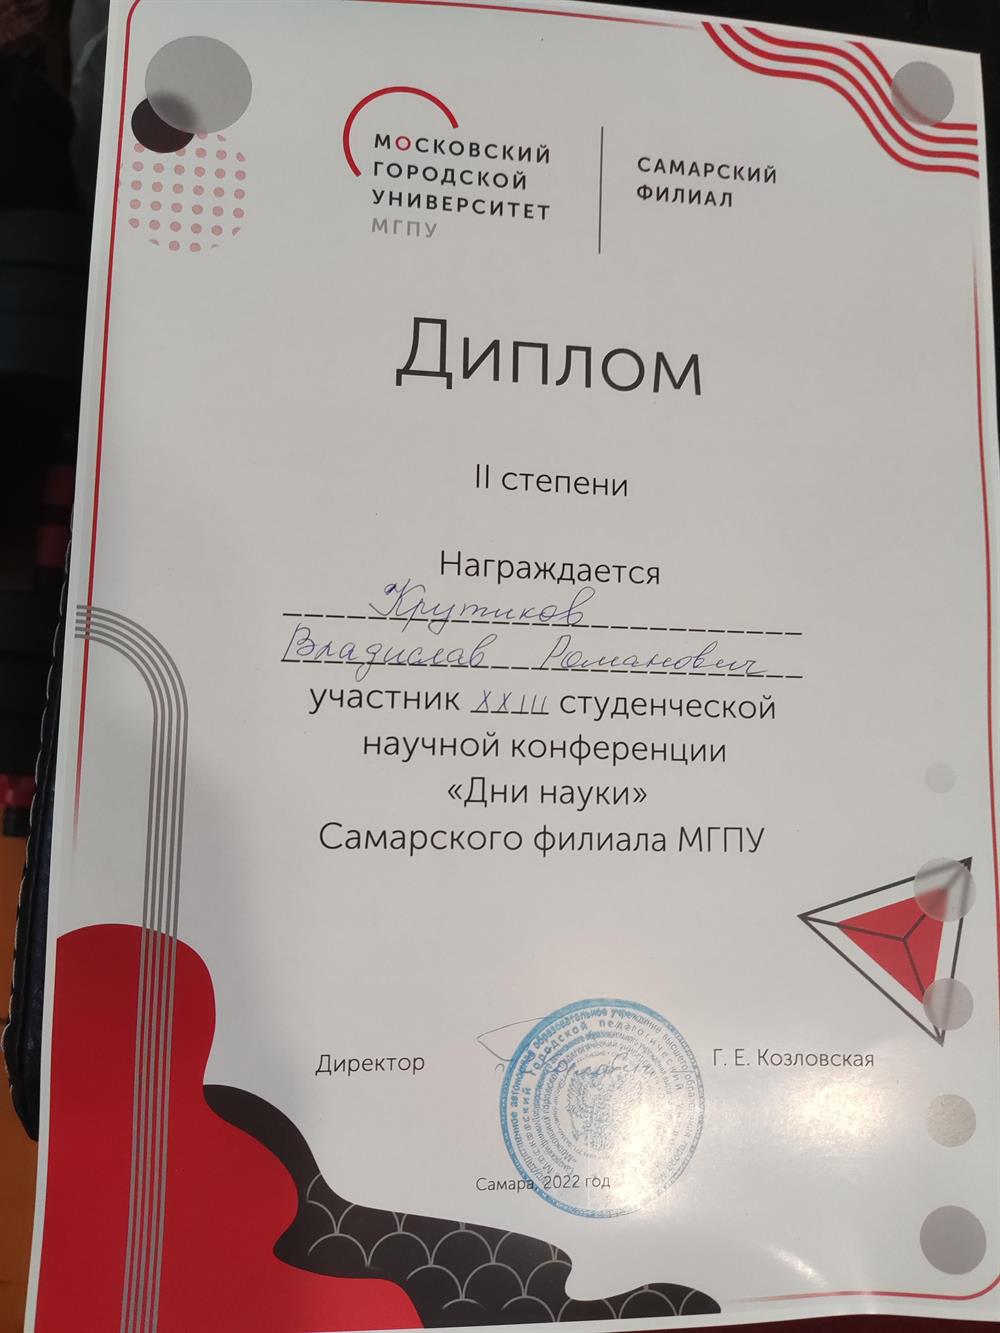 МОСКОВСКИЙ
ГОРОДСКОЙ
УНИВЕРСИТЕТ
МГПУ
САМАРСКИЙ
ФИЛИАЛ
Диплом
II степени
Награждается
Крутиков
Владислав Романович
участник XXIII студенческой
научной конференции
«Дни науки»
Самарского филиала МГПУ
Директор
Г. Е. Козловская
Самара, 2022 год